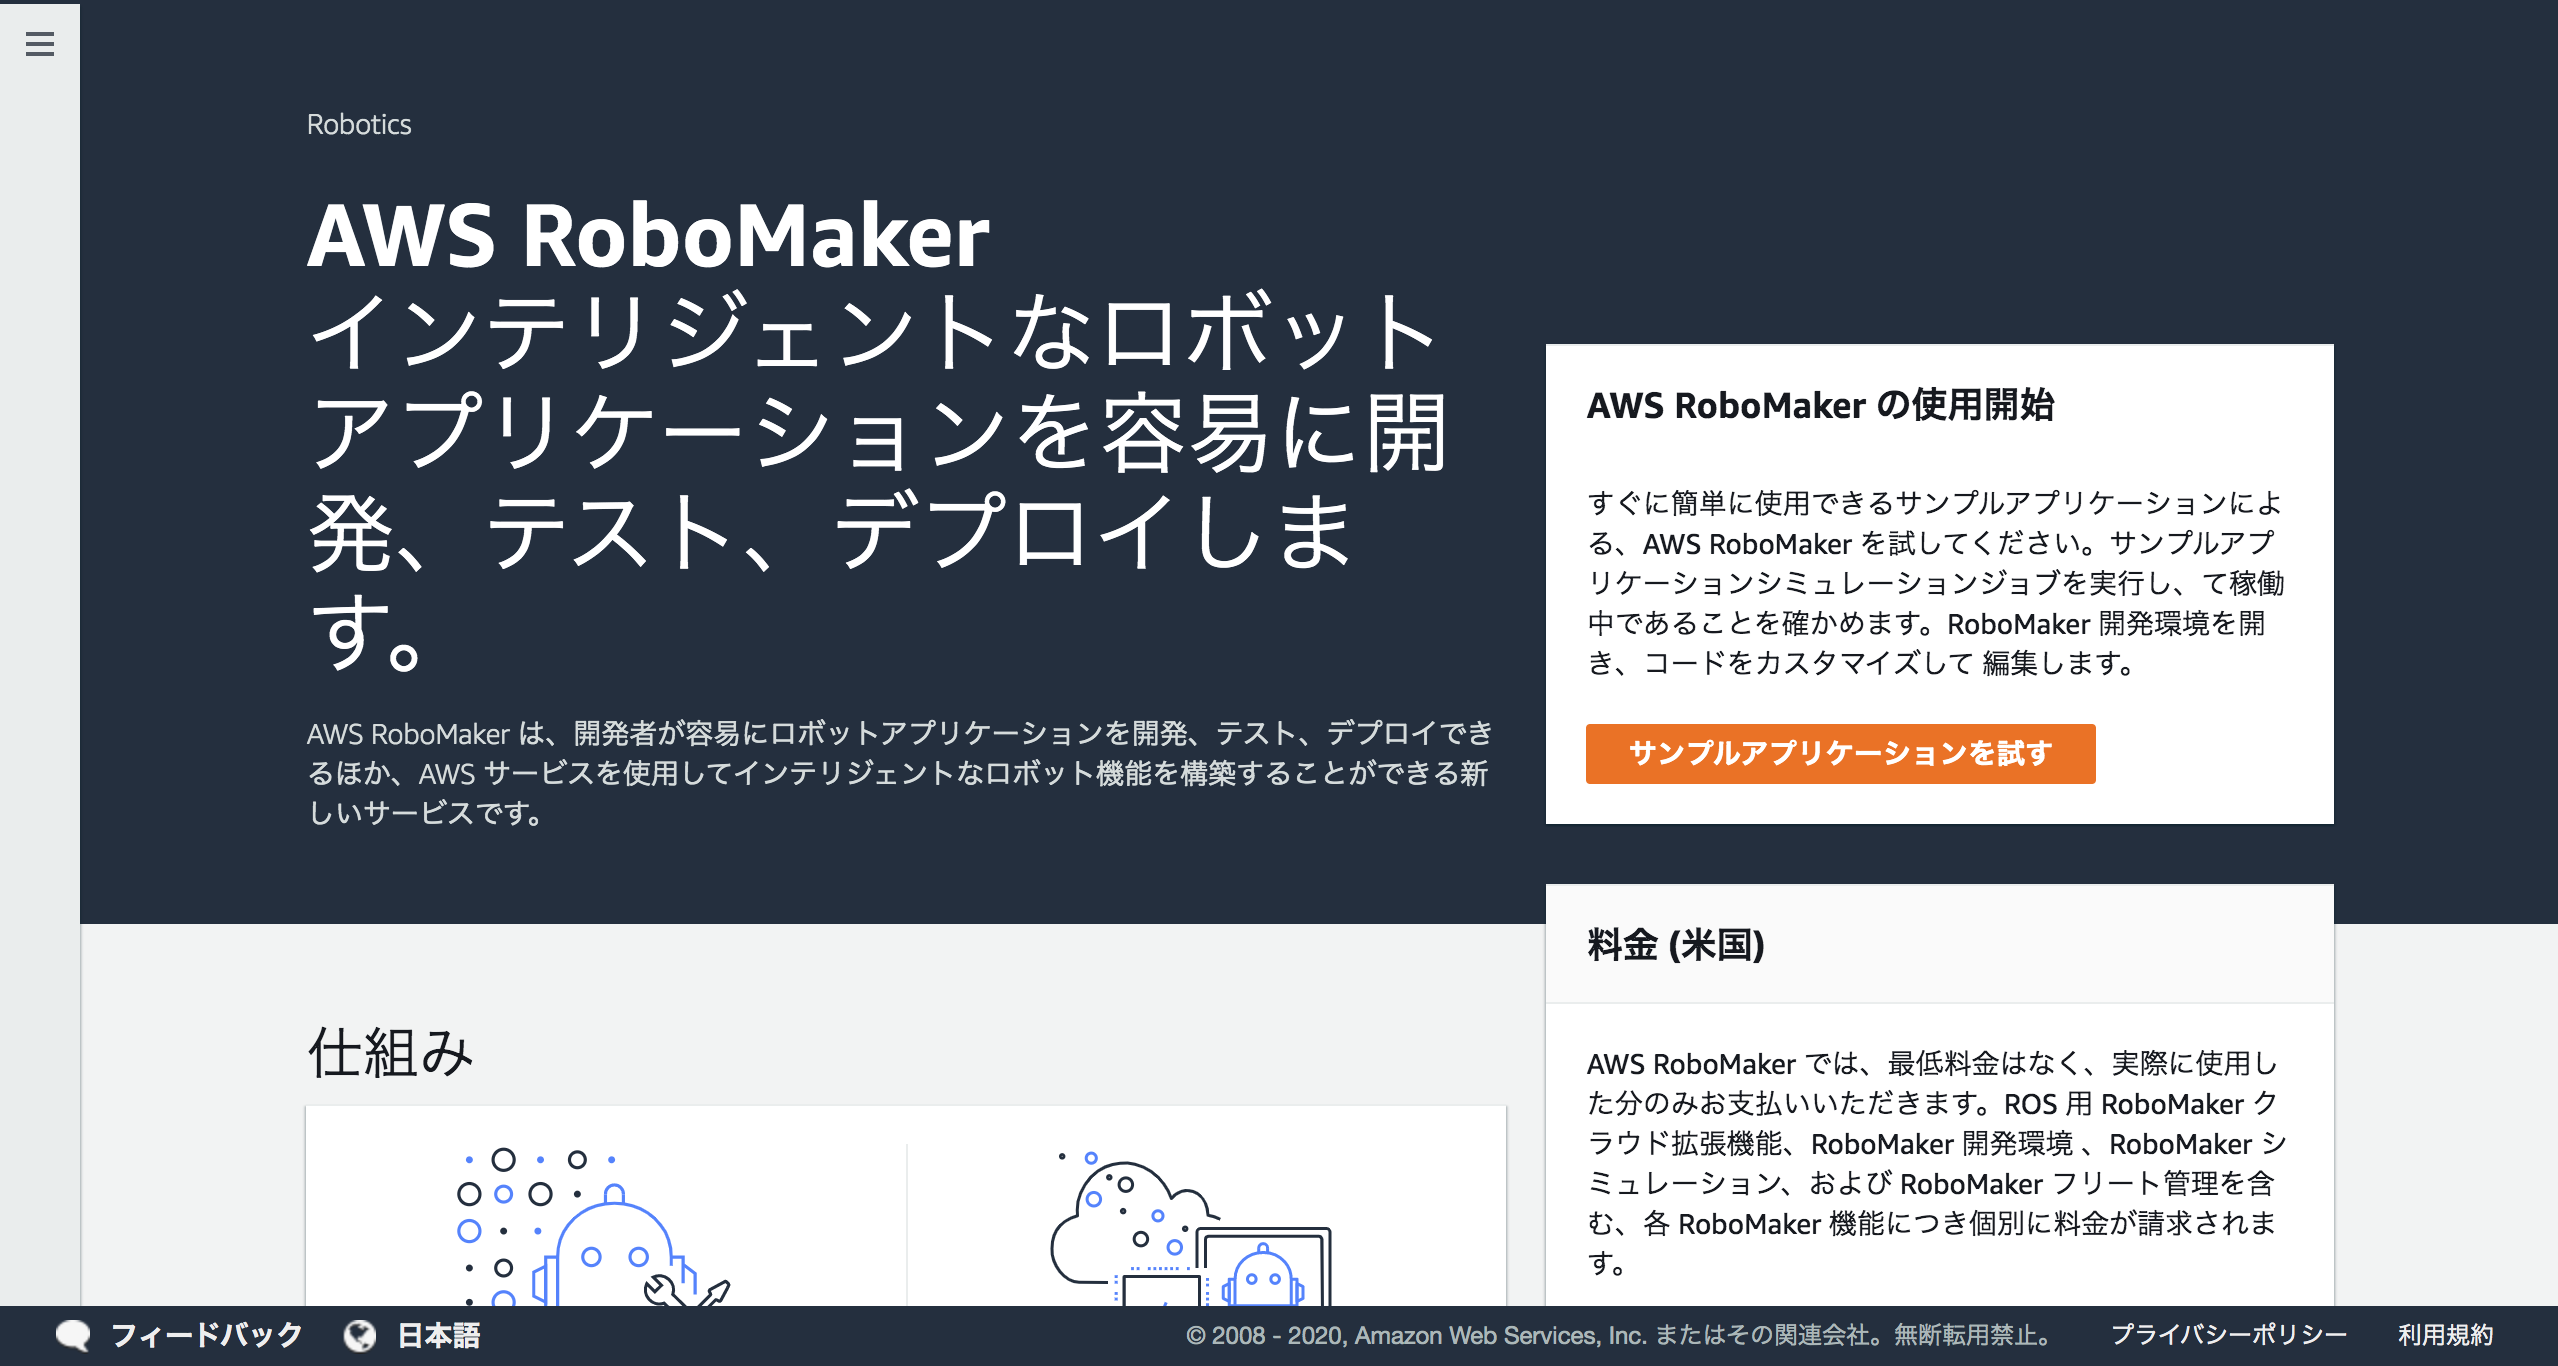 Robotics
AWS RoboMaker
インテリジェントなロボット
アプリケーションを容易に開
発、テスト、デプロイしま
す。
AWS RoboMaker は、開発者が容易にロボットアプリケーションを開発、テスト、デプロイでき
るほか、AWS サービスを使用してインテリジェントなロボット機能を構築することができる新
しいサービスです。
AWS RoboMaker の使用開始
すぐに簡単に使用できるサンプルアプリケーションによ
る、AWS RoboMaker を試してください。サンプルアプ
リケーションシミュレーションジョブを実行し、て稼働
中であることを確かめます。RoboMaker 開発環境を開
き、コードをカスタマイズして 編集します。
サンプルアプリケーションを試す
料金 (米国)
AWS RoboMaker では、最低料金はなく、実際に使用し
た分のみお支払いいただきます。ROS 用 RoboMaker ク
ラウド拡張機能、RoboMaker 開発環境 、RoboMaker シ
ミュレーション、および RoboMaker フリート管理を含
む、各 RoboMaker 機能につき個別に料金が請求されま
す。
仕組み
フィードバック
日本語
© 2008 - 2020, Amazon Web Services, Inc. またはその関連会社。無断転用禁止。
プライバシーポリシー
利用規約